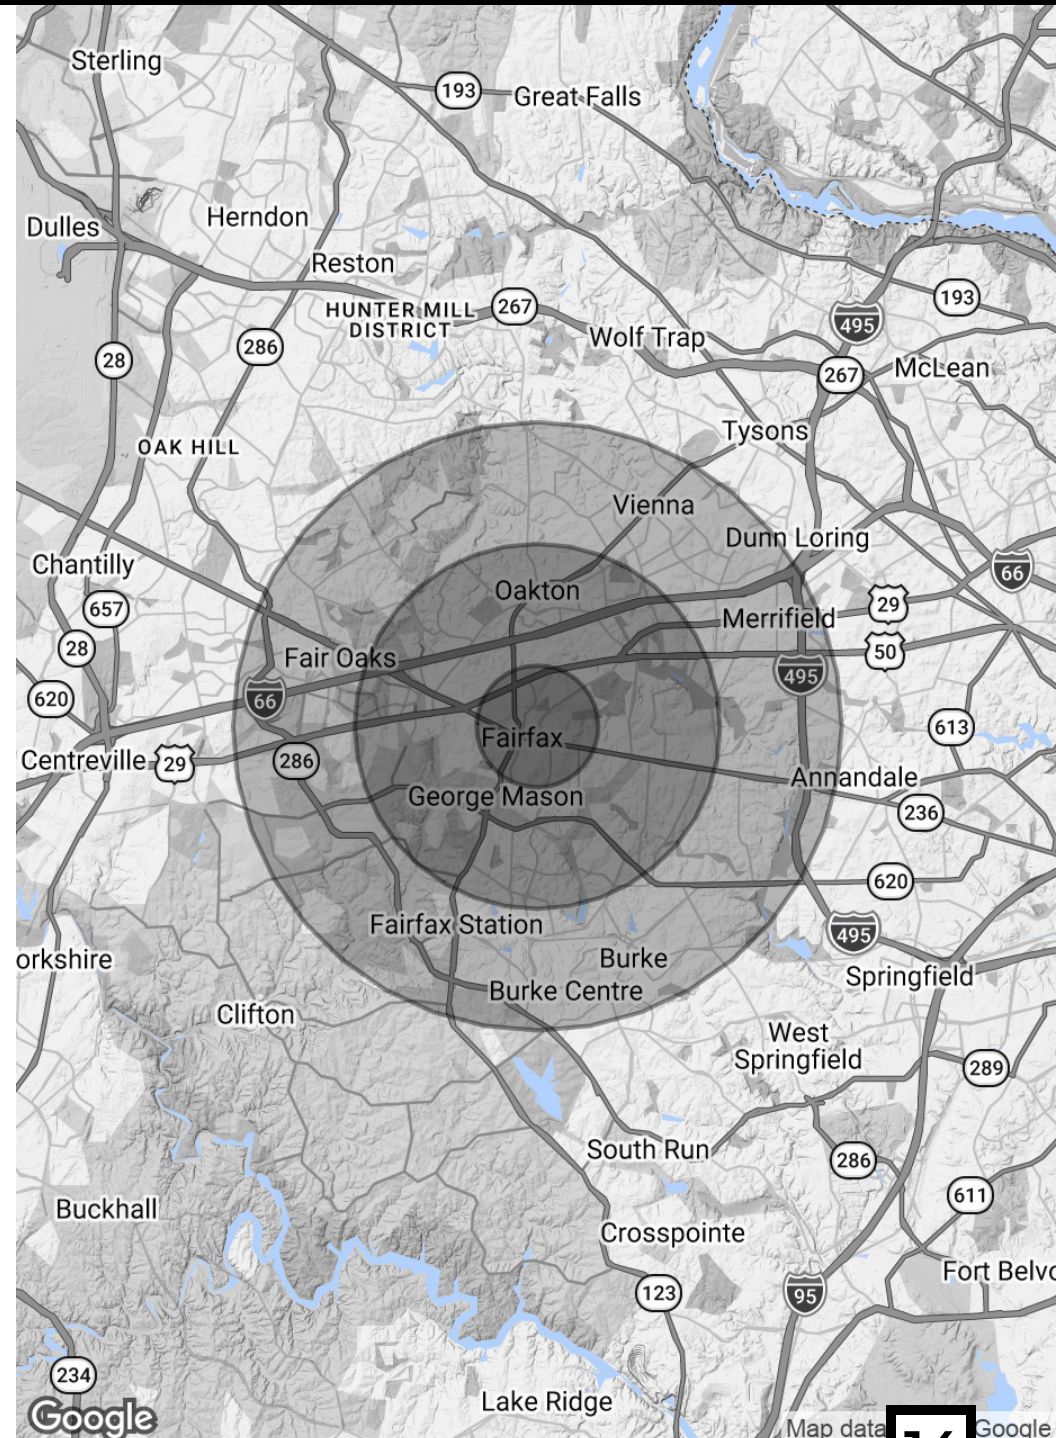 Sterling
193
Great Falls
Dulles
Herndon
Reston
HUNTER MILL
DISTRICT
267
193
495
Wolf Trap
28
286
267
McLean
OAK HILL
Tysons
Vienna
Dunn Loring
Chantilly
66
Oakton
657
29
Merrifield
28
50
Fair Oaks
495
620
66
613
Fairfax
Centreville
29
286
Annandale
George Mason
236
620
Fairfax Station
495
orkshire
Burke
Springfield
Burke Centre
Clifton
West
Springfield
289
South Run
286
Buckhall
611
Crosspointe
Fort Belvo
123
95
234
Lake Ridge
Google
Map data
Google